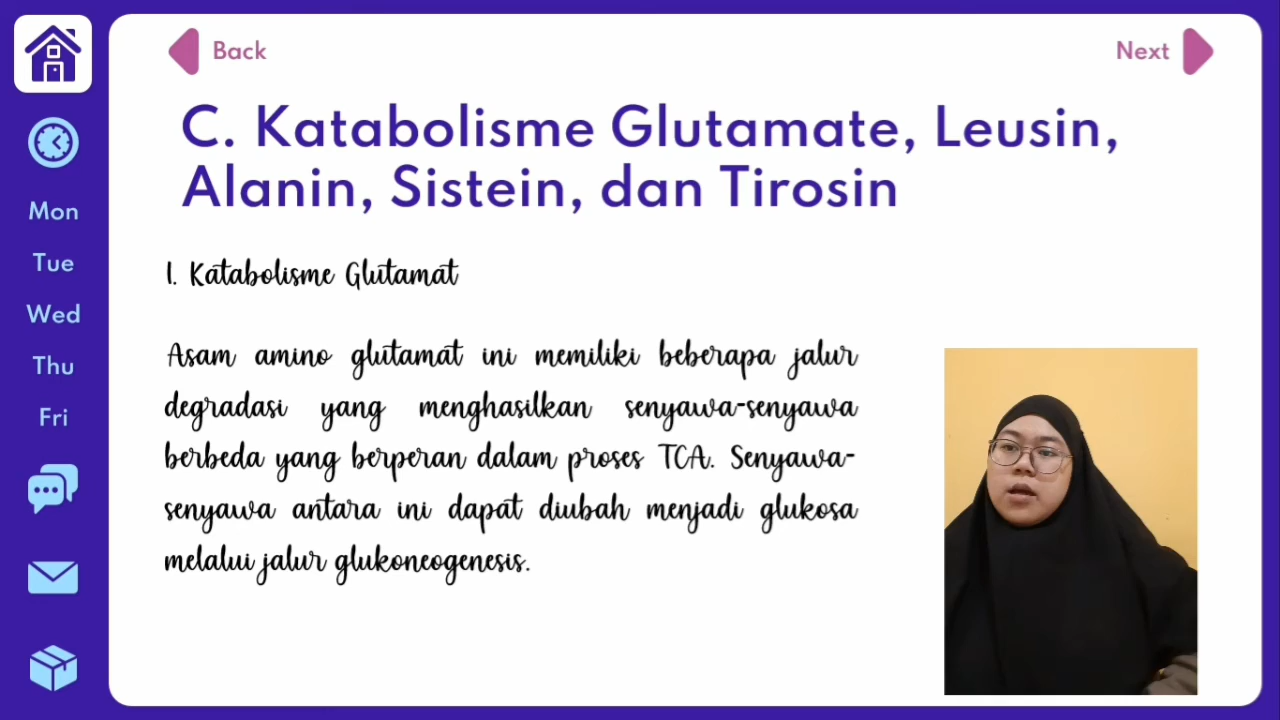 Back
Next
C. Katabolisme Glutamate, Leusin,
Alanin, Sistein, dan Tirosin
Mon
Tue
Wed
Thu
Fri
1. Katabolisme Glutamat
Asam amino glutamat ini memiliki beberapa jalur
degradasi yang menghasilkan senyawa-senyawa
berbeda yang berperan dalam proses TCA. Senyawa-
senyawa antara ini dapat diubah menjadi glukosa
melalui jalur glukoneogenesis.